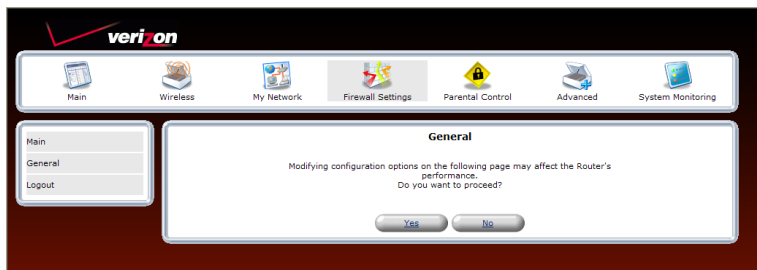 verizon
Main Wireless My Network Firewall Settings Parental Control Advanced System Monitoring
Main
General
Logout
General
Modifying configuration options on the following page may affect the Router's
performance.
Do you want to proceed?
Yes No